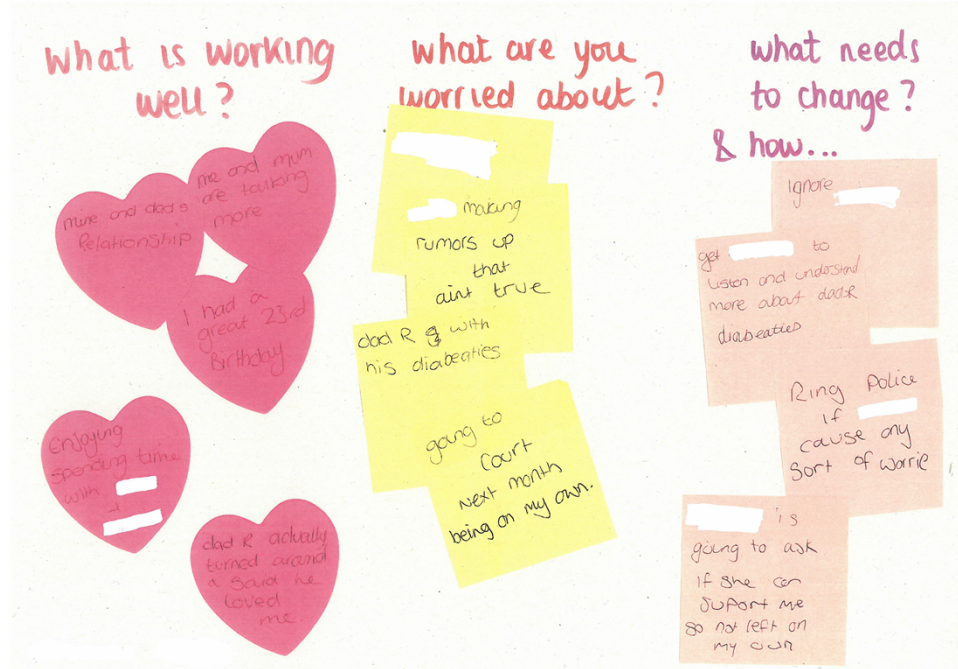 What is working
well?
me and mum
are talking
more
mine and dad's
Relationship
I had a
great 23rd
Birthday
Enjoying
spending time
with
+
dad R actually
turned around
& said he
loved
me...
what are you
worried about?
making
rumors up
that
aint true
dad R with
his diabeaties
going to
court
next month
being on my own.
what needs
to change?
& how...
Ignore
get to
listen and understand
more about dad R
diabeaties
Ring Police
if
cause any
sort of worrie
is
going to ask
if she can
suport me
so not left on
my own